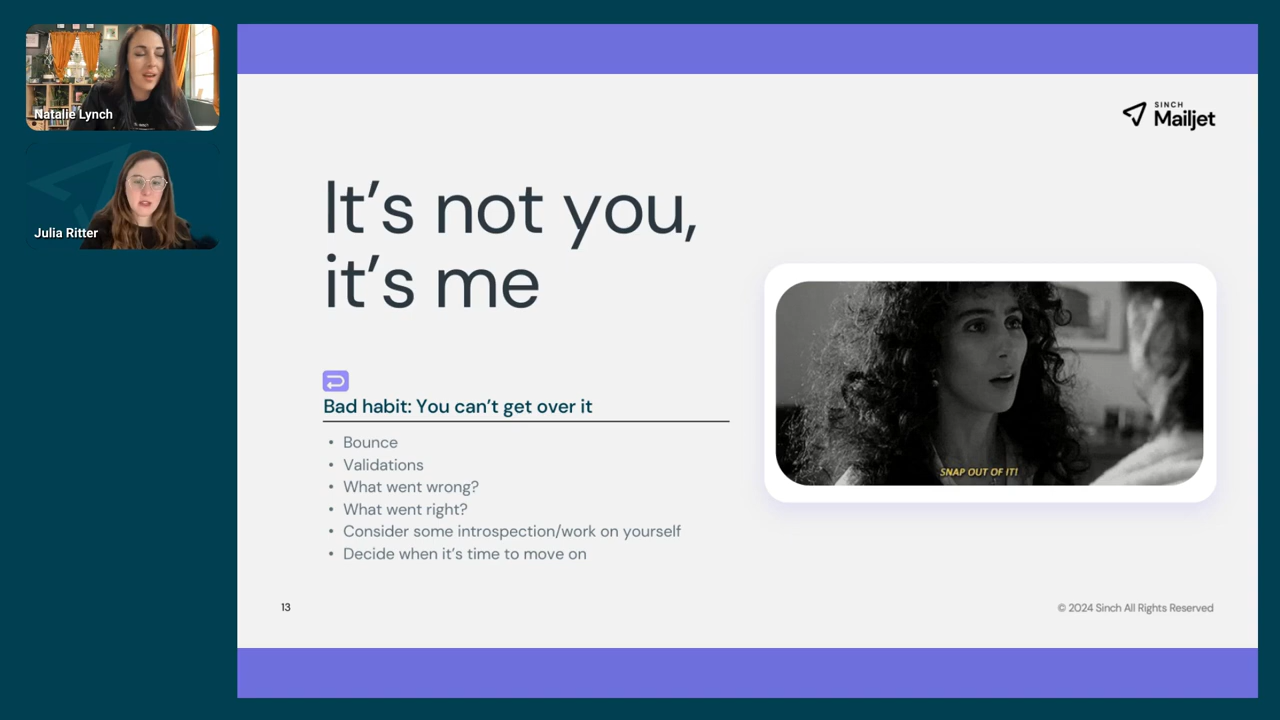 Natalie Lynch
Julia Ritter
SINCH
Mailjet
It’s not you,
it’s me
Bad habit: You can’t get over it
• Bounce
• Validations
• What went wrong?
• What went right?
• Consider some introspection/work on yourself
• Decide when it’s time to move on
SNAP OUT OF IT!
13
© 2024 Sinch All Rights Reserved